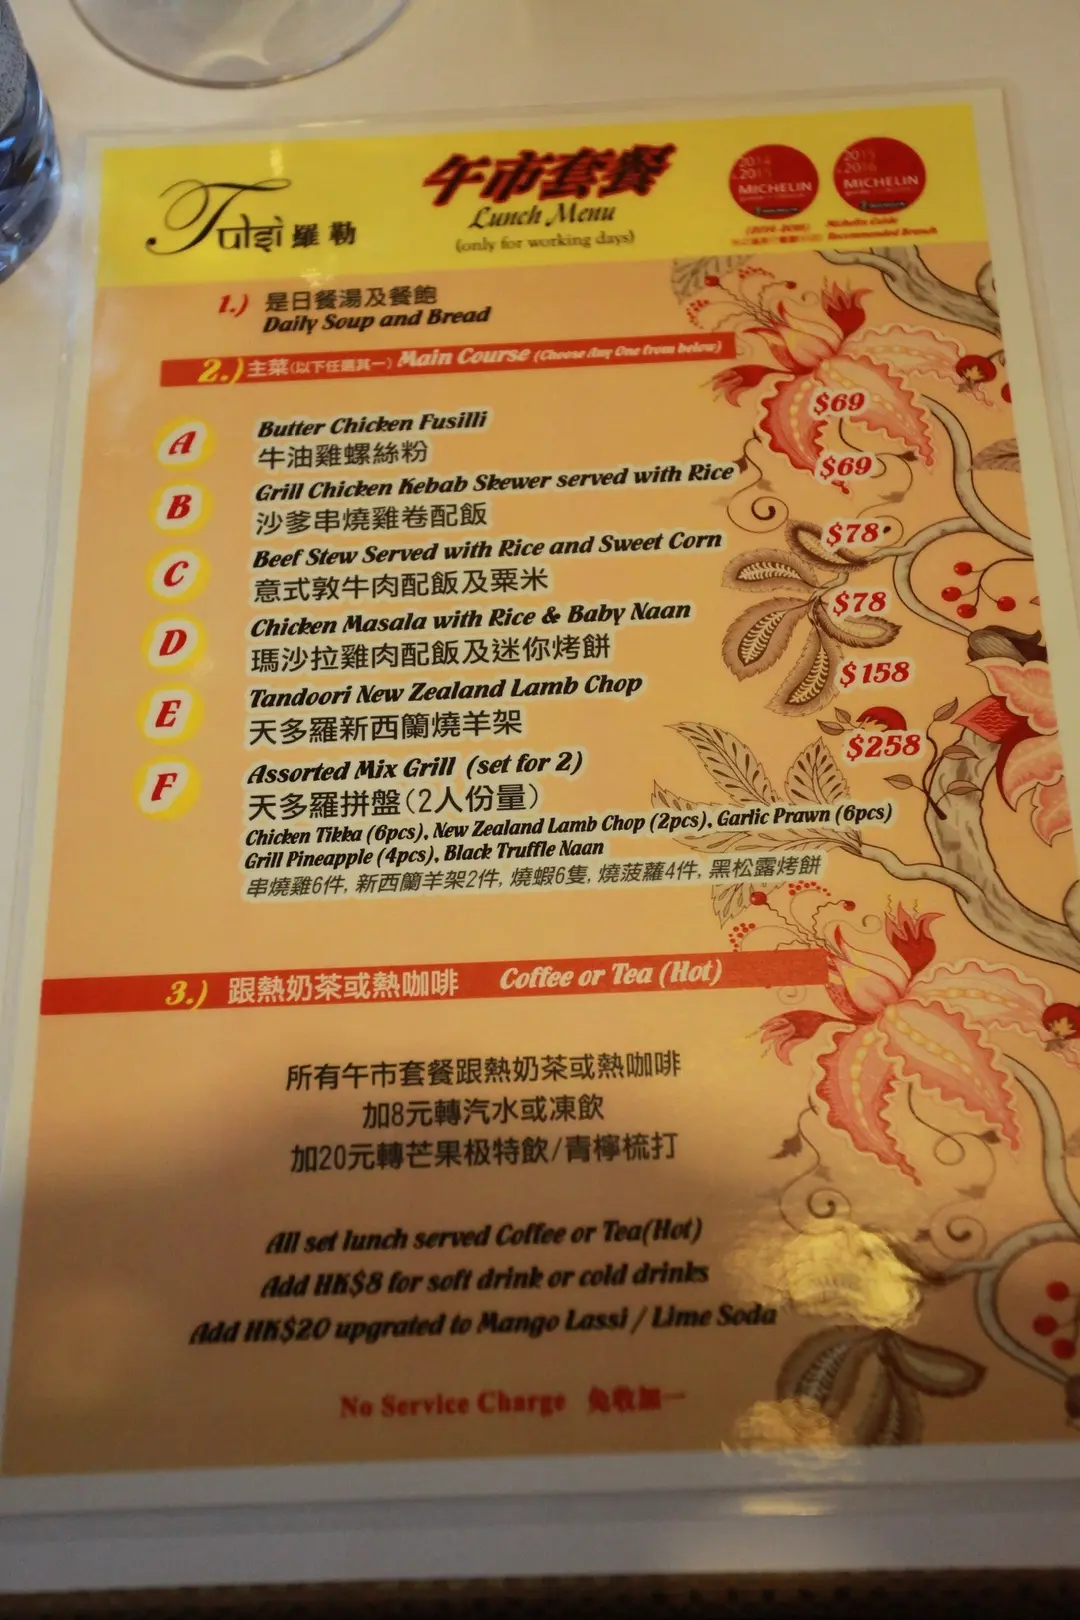 Tulsi 羅勒
午市套餐
Lunch Menu
(only for working days)
2014
2015
MICHELIN
2015
2016
MICHELIN
Michelin Guide
Recommended Branch
1.) 是日餐湯及餐飽
Daily Soup and Bread
2.) 主菜(以下任選其一) Main Course (Choose Any One from below)
A Butter Chicken Fusilli $69
牛油雞螺絲粉
B Grill Chicken Kebab Skewer served with Rice $69
沙爹串燒雞卷配飯
C Beef Stew Served with Rice and Sweet Corn $78
意式敦牛肉配飯及粟米
D Chicken Masala with Rice & Baby Naan $78
瑪沙拉雞肉配飯及迷你烤餅
E Tandoori New Zealand Lamb Chop $158
天多羅新西蘭燒羊架
F Assorted Mix Grill (set for 2) $258
天多羅拼盤(2人份量)
Chicken Tikka (6pcs), New Zealand Lamb Chop (2pcs), Garlic Prawn (6pcs)
Grill Pineapple (4pcs), Black Truffle Naan
串燒雞6件, 新西蘭羊架2件, 燒蝦6隻, 燒菠蘿4件, 黑松露烤餅
3.) 跟熱奶茶或熱咖啡 Coffee or Tea (Hot)
所有午市套餐跟熱奶茶或熱咖啡
加8元轉汽水或凍飲
加20元轉芒果极特飲/青檸梳打
All set lunch served Coffee or Tea(Hot)
Add HK$8 for soft drink or cold drinks
Add HK$20 upgrated to Mango Lassi / Lime Soda
No Service Charge 免收加一